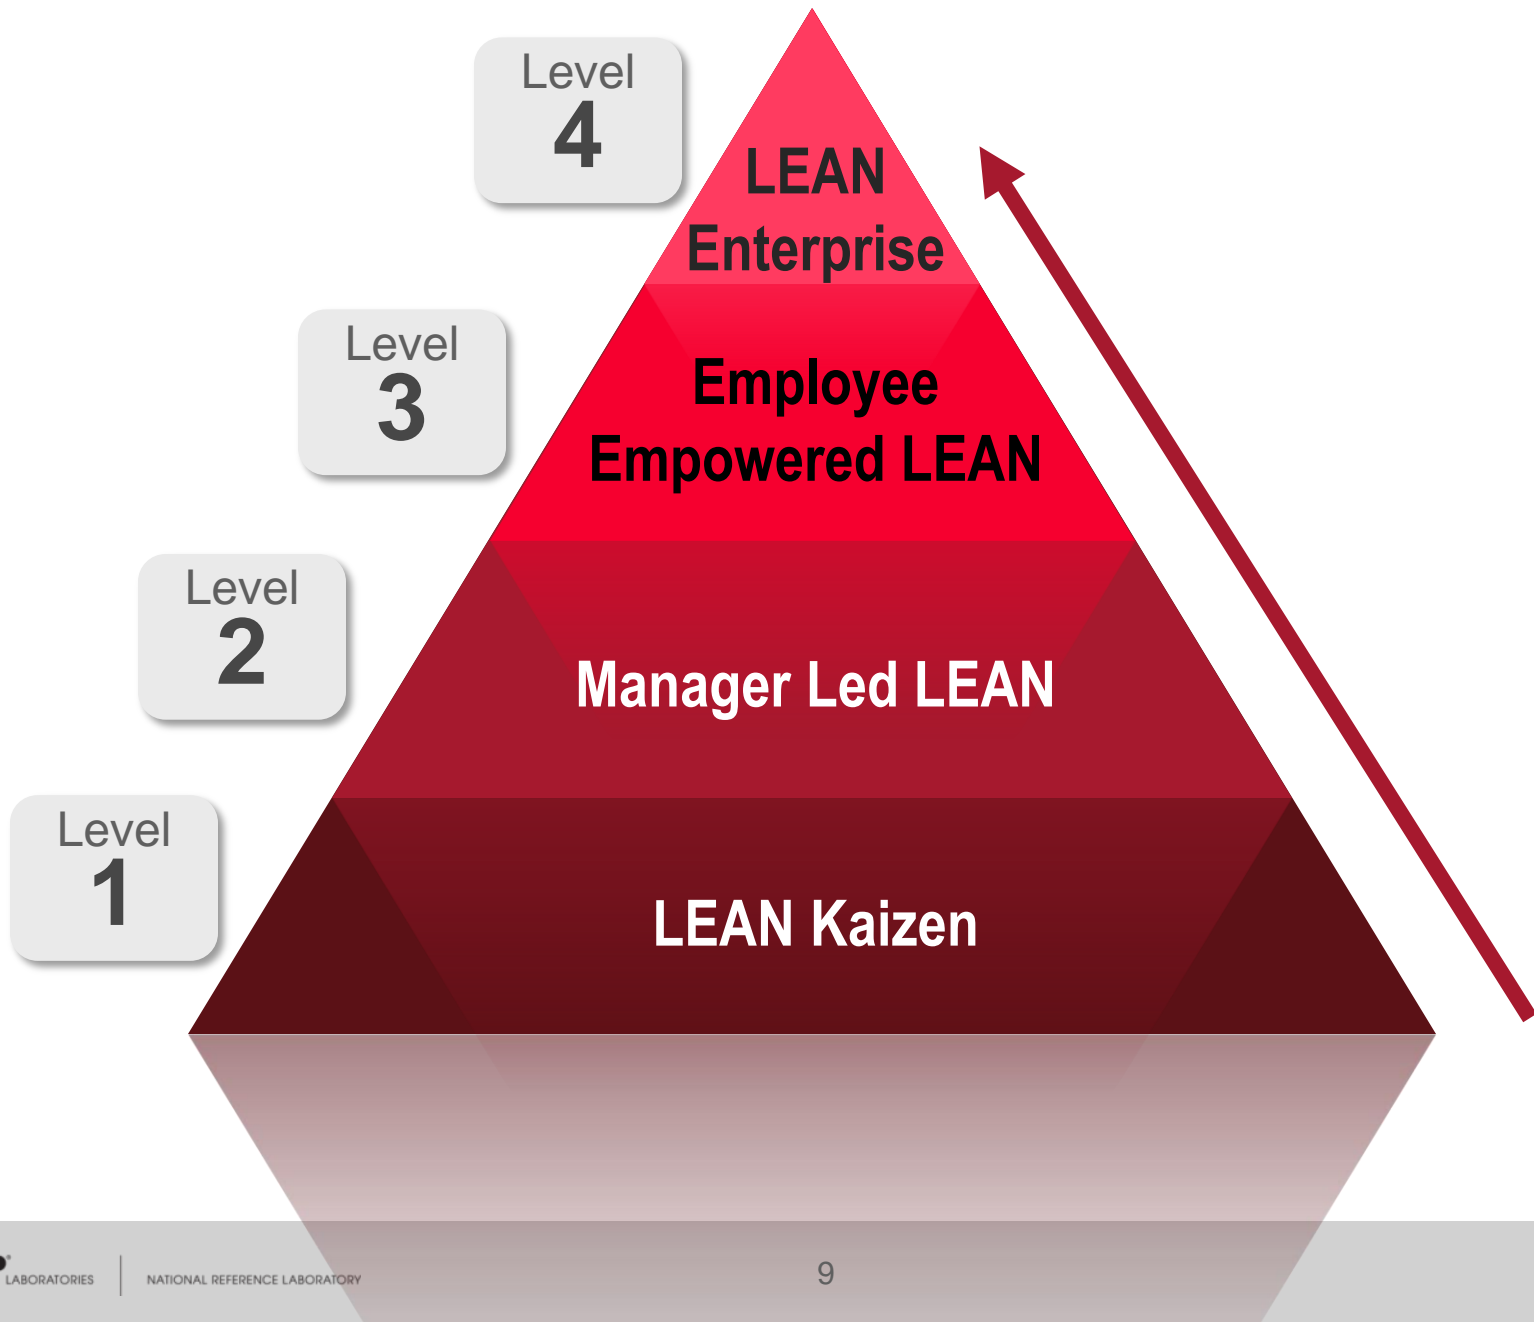 Level
4
LEAN
Enterprise
Level
3
Employee
Empowered LEAN
Level
2
Manager Led LEAN
Level
1
LEAN Kaizen
LABORATORIES
NATIONAL REFERENCE LABORATORY
9